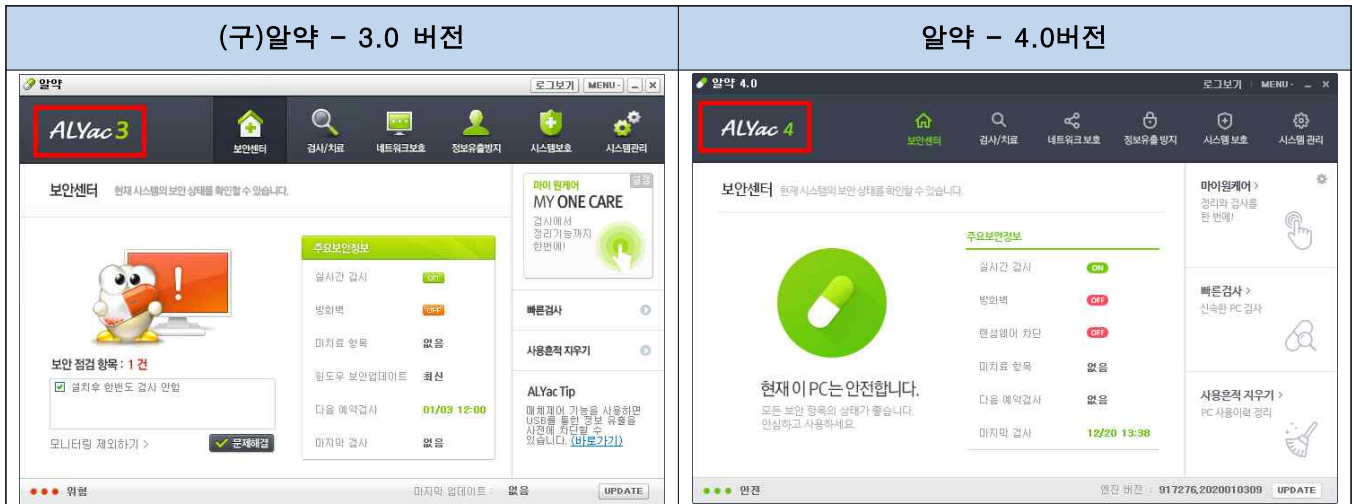 (구)알약 - 3.0 버전
알약 - 4.0버전
알약
로그보기 MENU - _ x
ALYac 3
보안센터 검사/치료 네트워크보호 정보유출방지 시스템보호 시스템관리
보안센터 현재 시스템의 보안 상태를 확인할 수 있습니다.
보안 점검 항목 : 1 건
설치후 한번도 검사 안함
모니터링 제외하기 >
문제해결
주요보안정보
실시간 감시 on
방화벽 OFF
미치료 항목 없음
윈도우 보안업데이트 최신
다음 예약검사 01/03 12:00
마지막 검사 없음
마이 원케어 설정
MY ONE CARE
검사에서
정리기능까지
한번에!
빠른검사
사용흔적 지우기
ALYac Tip
매체제어 기능을 사용하면
USB를 통한 정보 유출을
사전에 차단할 수
있습니다. (바로가기)
위험
마지막 업데이트 : 없음 UPDATE
알약 4.0
로그보기 MENU - _ x
ALYac 4
보안센터 검사/치료 네트워크보호 정보유출방지 시스템보호 시스템관리
보안센터 현재 시스템의 보안 상태를 확인할 수 있습니다.
현재 이 PC는 안전합니다.
모든 보안 항목의 상태가 좋습니다.
안심하고 사용하세요.
주요보안정보
실시간 감시 ON
방화벽 OFF
랜섬웨어 차단 OFF
미치료 항목 없음
다음 예약검사 없음
마지막 검사 12/20 13:38
마이원케어 >
정리와 검사를
한 번에!
빠른검사 >
신속한 PC 검사
사용흔적 지우기 >
PC 사용이력 정리
안전
엔진 버전 : 917276,2020010309 UPDATE